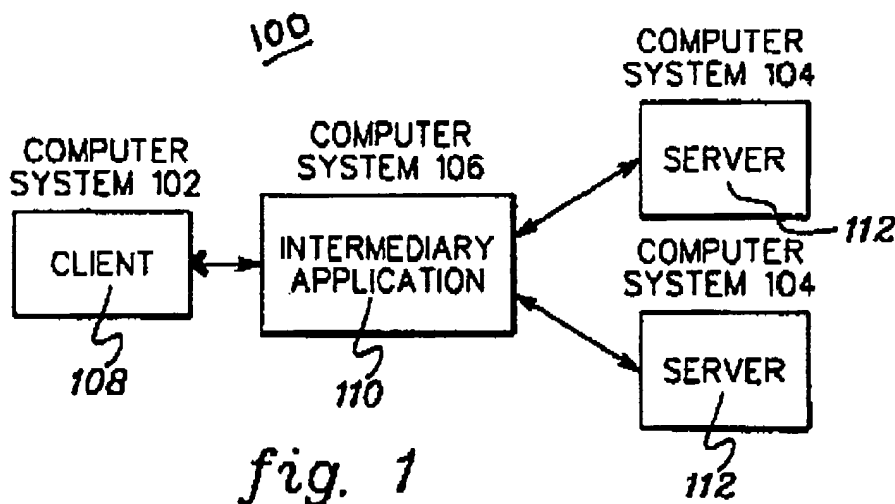 100
COMPUTER
SYSTEM 102
CLIENT
108
COMPUTER
SYSTEM 106
INTERMEDIARY
APPLICATION
110
COMPUTER
SYSTEM 104
SERVER
112
COMPUTER
SYSTEM 104
SERVER
112
fig. 1